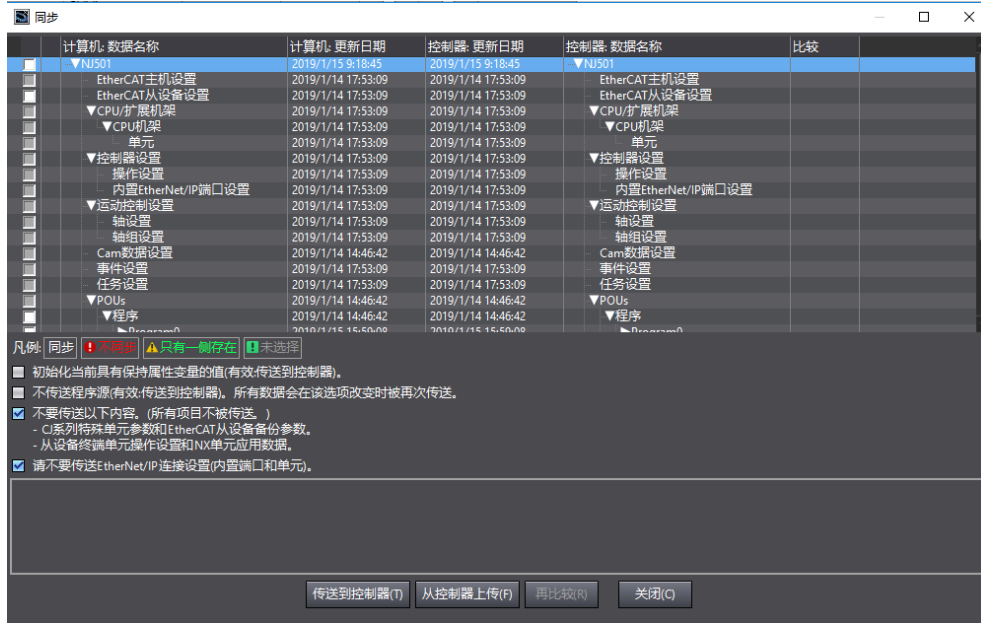 同步
计算机: 数据名称 计算机: 更新日期 控制器: 更新日期 控制器: 数据名称 比较
▼NJ501 2019/1/15 9:18:45 2019/1/15 9:18:45 ▼NJ501
EtherCAT主机设置 2019/1/14 17:53:09 2019/1/14 17:53:09 EtherCAT主机设置
EtherCAT从设备设置 2019/1/14 17:53:09 2019/1/14 17:53:09 EtherCAT从设备设置
▼CPU/扩展机架 2019/1/14 17:53:09 2019/1/14 17:53:09 ▼CPU/扩展机架
▼CPU机架 2019/1/14 17:53:09 2019/1/14 17:53:09 ▼CPU机架
单元 2019/1/14 17:53:09 2019/1/14 17:53:09 单元
▼控制器设置 2019/1/14 17:53:09 2019/1/14 17:53:09 ▼控制器设置
操作设置 2019/1/14 17:53:09 2019/1/14 17:53:09 操作设置
内置EtherNet/IP端口设置 2019/1/14 17:53:09 2019/1/14 17:53:09 内置EtherNet/IP端口设置
▼运动控制设置 2019/1/14 17:53:09 2019/1/14 17:53:09 ▼运动控制设置
轴设置 2019/1/14 17:53:09 2019/1/14 17:53:09 轴设置
轴组设置 2019/1/14 17:53:09 2019/1/14 17:53:09 轴组设置
Cam数据设置 2019/1/14 14:46:42 2019/1/14 14:46:42 Cam数据设置
事件设置 2019/1/14 17:53:09 2019/1/14 17:53:09 事件设置
任务设置 2019/1/14 17:53:09 2019/1/14 17:53:09 任务设置
▼POUs 2019/1/14 14:46:42 2019/1/14 14:46:42 ▼POUs
▼程序 2019/1/14 14:46:42 2019/1/14 14:46:42 ▼程序
▶Program0 2019/1/15 15:59:08 2019/1/15 15:59:08 ▶Program0
凡例: 同步 不同步 只有一侧存在 未选择
初始化当前具有保持属性变量的值(有效:传送到控制器)。
不传送程序源(有效:传送到控制器)。所有数据会在该选项改变时被再次传送。
不要传送以下内容。(所有项目不被传送。)
- CJ系列特殊单元参数和EtherCAT从设备备份参数。
- 从设备终端单元操作设置和NX单元应用数据。
请不要传送EtherNet/IP连接设置(内置端口和单元)。
传送到控制器(T) 从控制器上传(F) 再比较(R) 关闭(C)